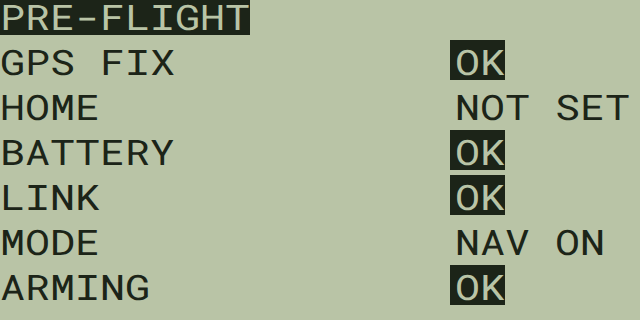 PRE-FLIGHT
GPS FIX OK
HOME NOT SET
BATTERY OK
LINK OK
MODE NAV ON
ARMING OK